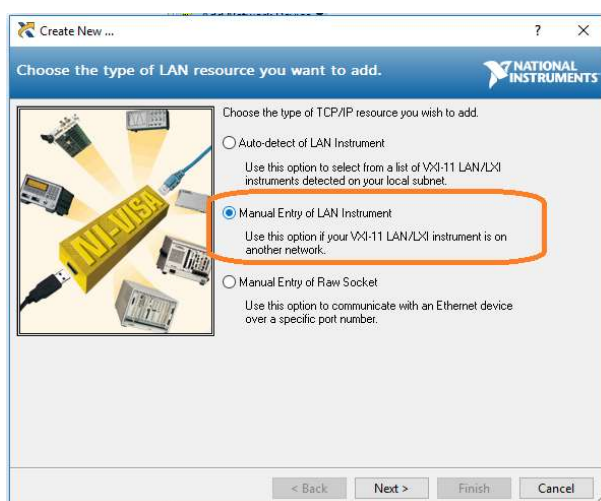 Create New ...
?
Choose the type of LAN resource you want to add.
NATIONAL
INSTRUMENTS
Choose the type of TCP/IP resource you wish to add.
Auto-detect of LAN Instrument
Use this option to select from a list of VXI-11 LAN/LXI
instruments detected on your local subnet.
Manual Entry of LAN Instrument
Use this option if your VXI-11 LAN/LXI instrument is on
another network.
Manual Entry of Raw Socket
Use this option to communicate with an Ethernet device
over a specific port number.
NI-VISA
< Back
Next >
Finish
Cancel